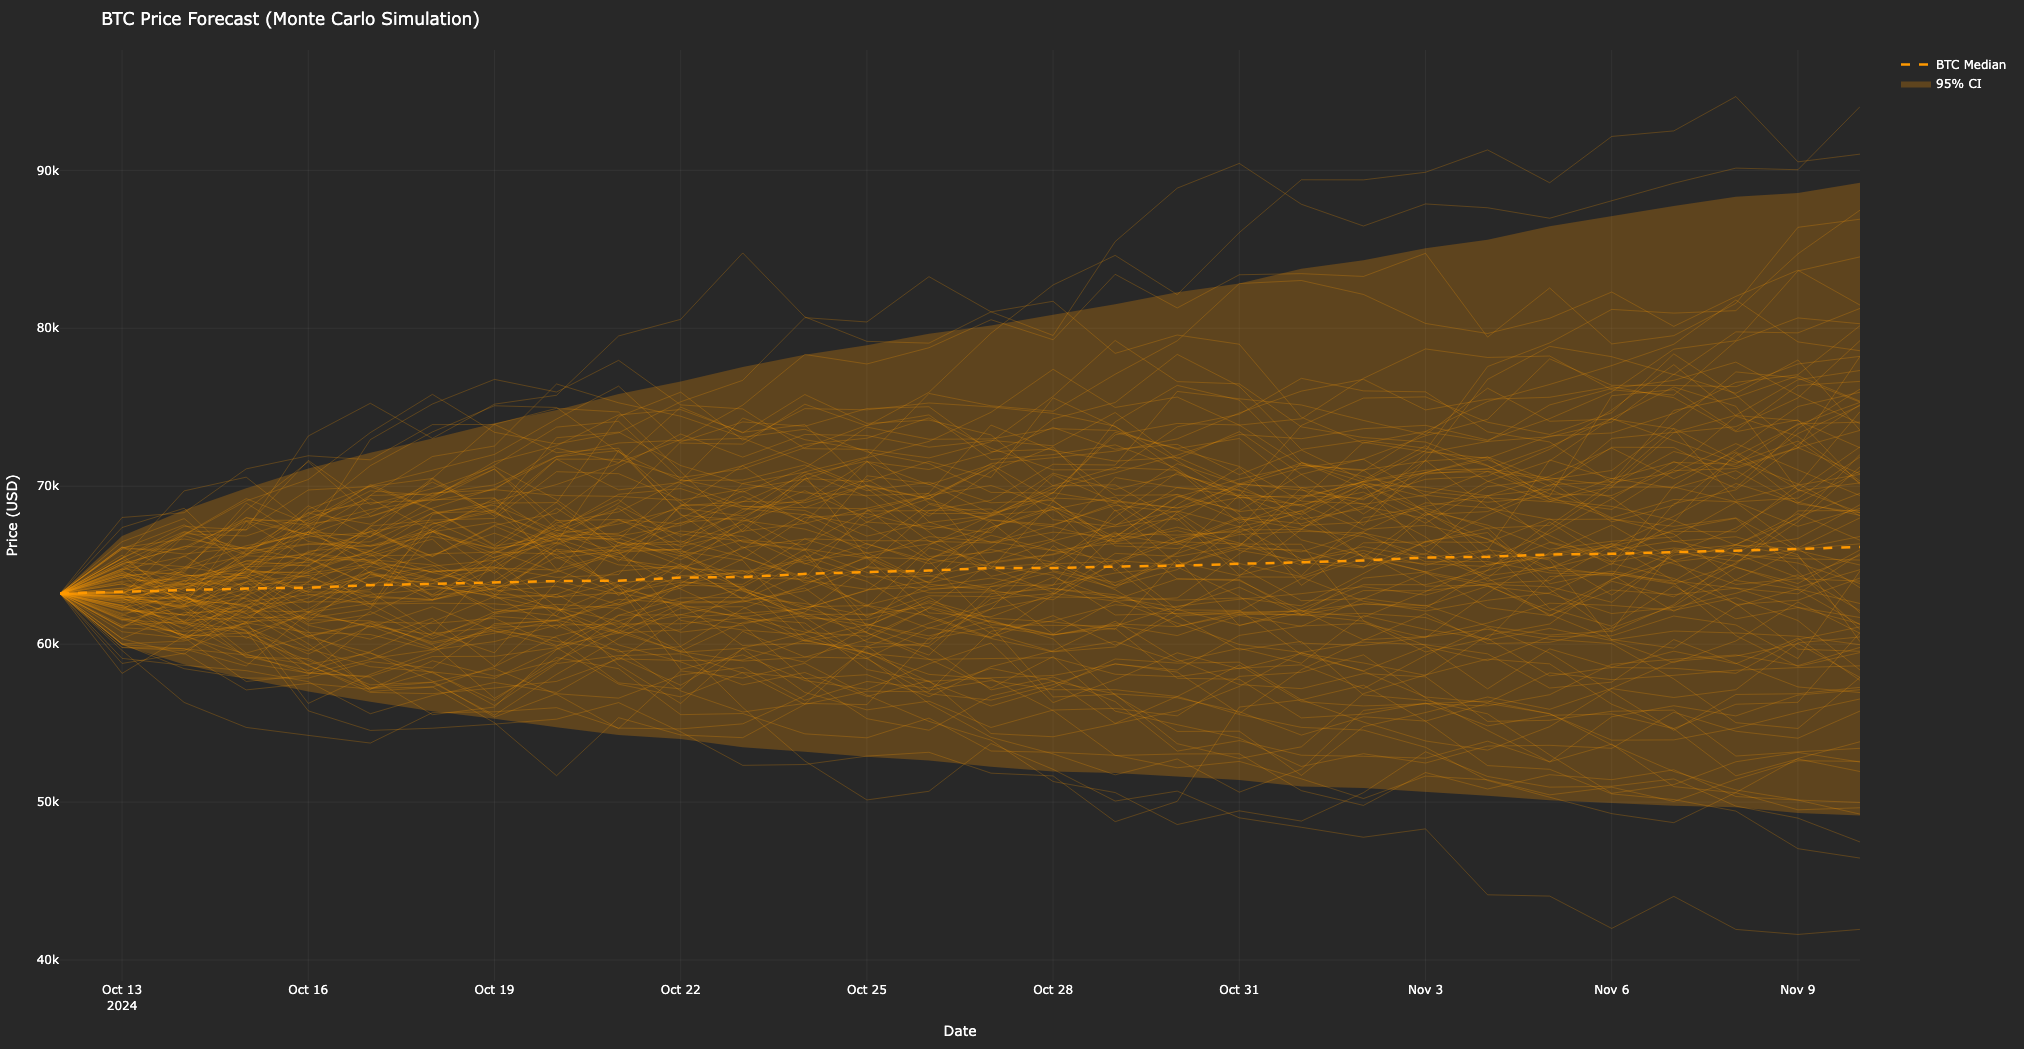 BTC Price Forecast (Monte Carlo Simulation)
BTC Median
95% CI
Price (USD)
90k
80k
70k
60k
50k
40k
Oct 13
2024
Oct 16
Oct 19
Oct 22
Oct 25
Oct 28
Oct 31
Nov 3
Nov 6
Nov 9
Date